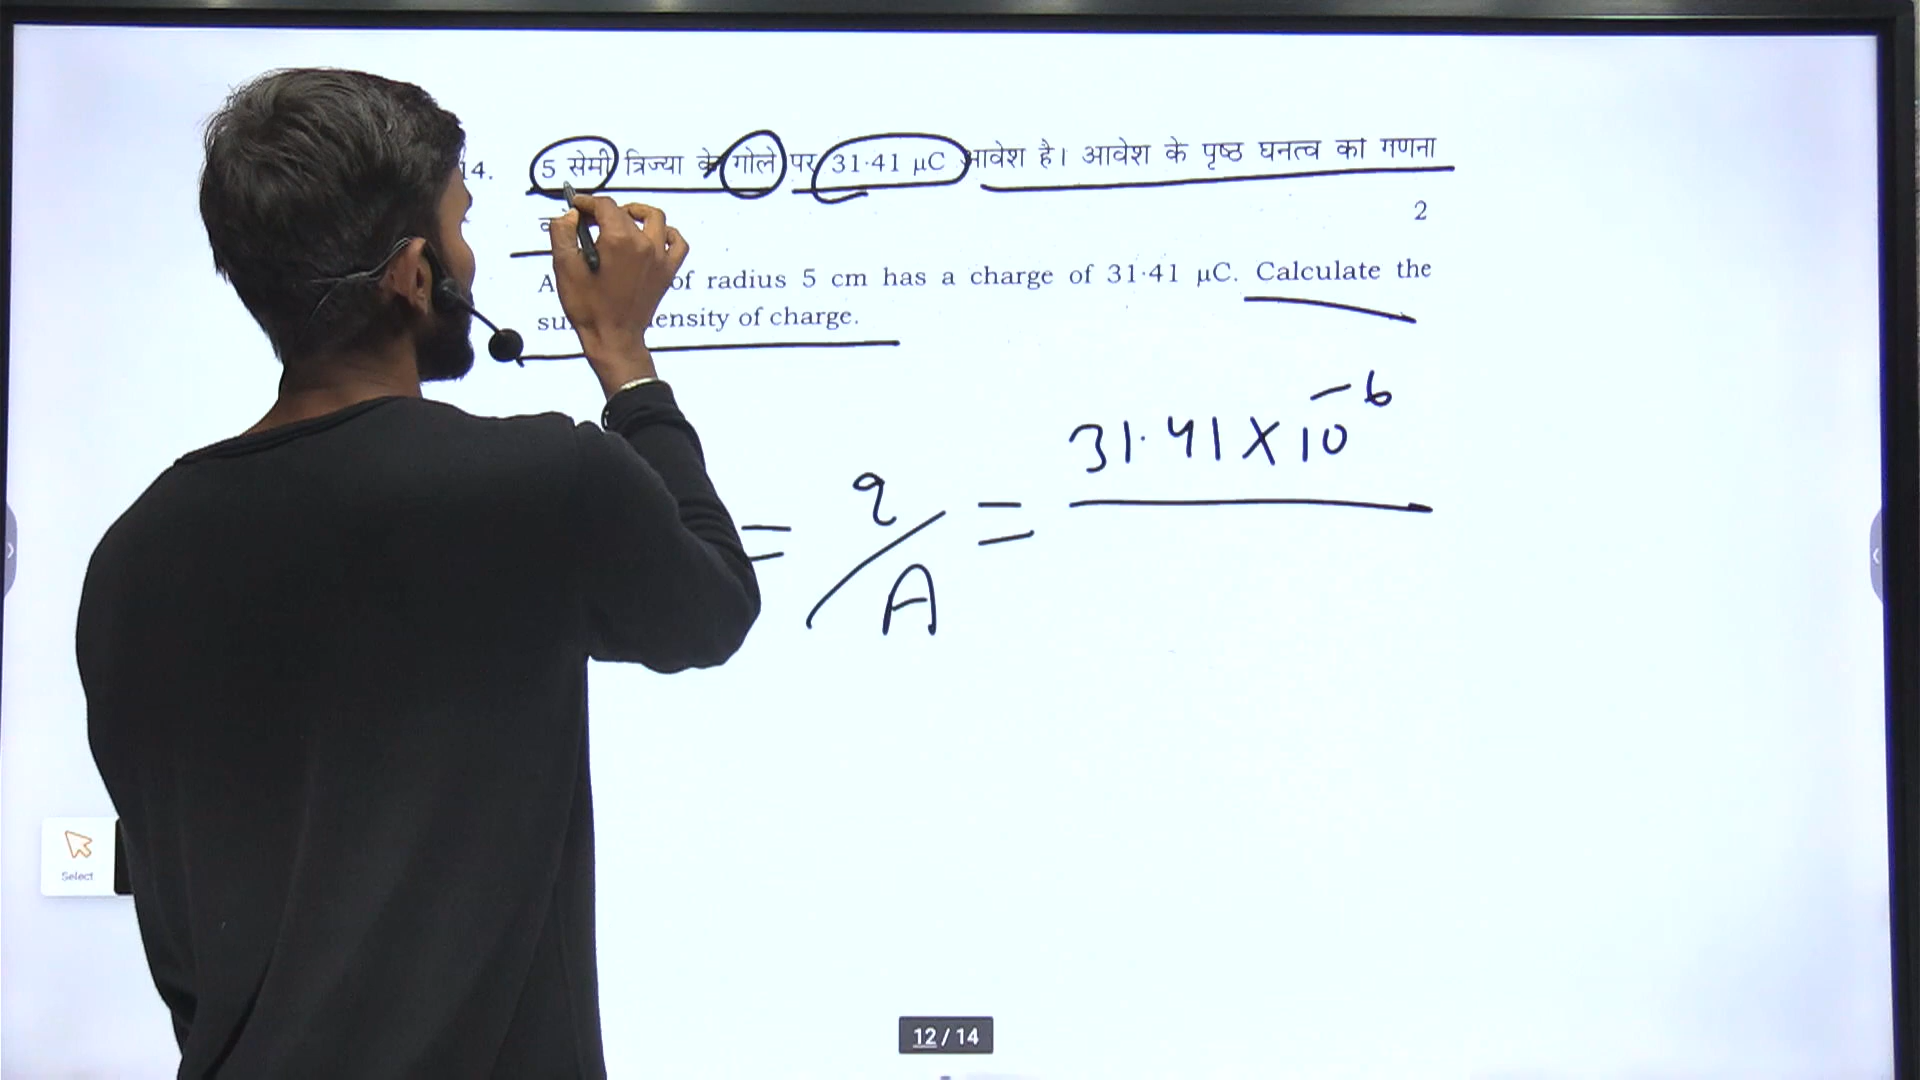 14. 5 सेमी त्रिज्या के गोले पर 31·41 μC आवेश है। आवेश के पृष्ठ घनत्व की गणना
2
of radius 5 cm has a charge of 31·41 μC. Calculate the
density of charge.
= q/A = 31.41 X 10⁻⁶
Select
12 / 14